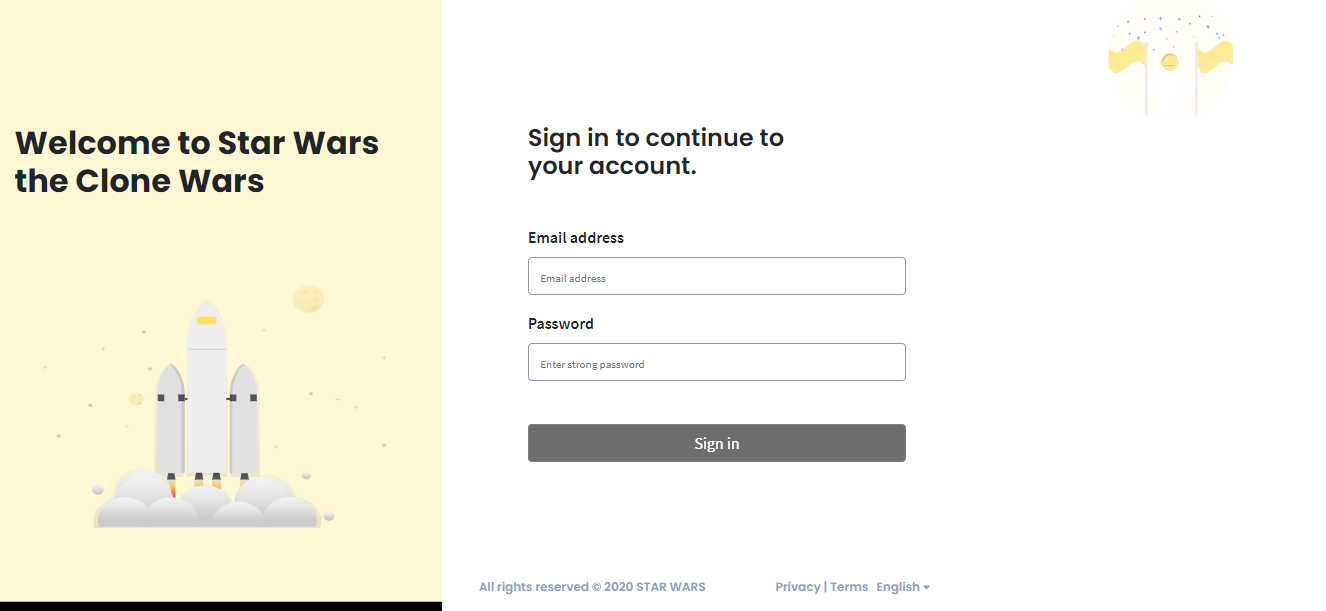 Welcome to Star Wars
the Clone Wars
Sign in to continue to
your account.
Email address
Email address
Password
Enter strong password
Sign in
All rights reserved © 2020 STAR WARS
Privacy | Terms English